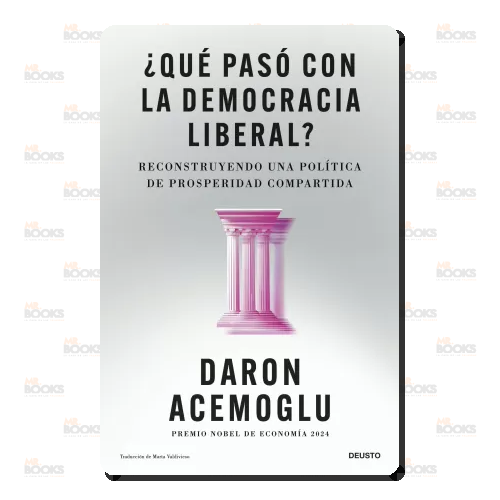 ¿QUÉ PASÓ CON
LA DEMOCRACIA
LIBERAL?
RECONSTRUYENDO UNA POLÍTICA
DE PROSPERIDAD COMPARTIDA
DARON
ACEMOGLU
PREMIO NOBEL DE ECONOMÍA 2024
Traducción de María Valdivieso
DEUSTO